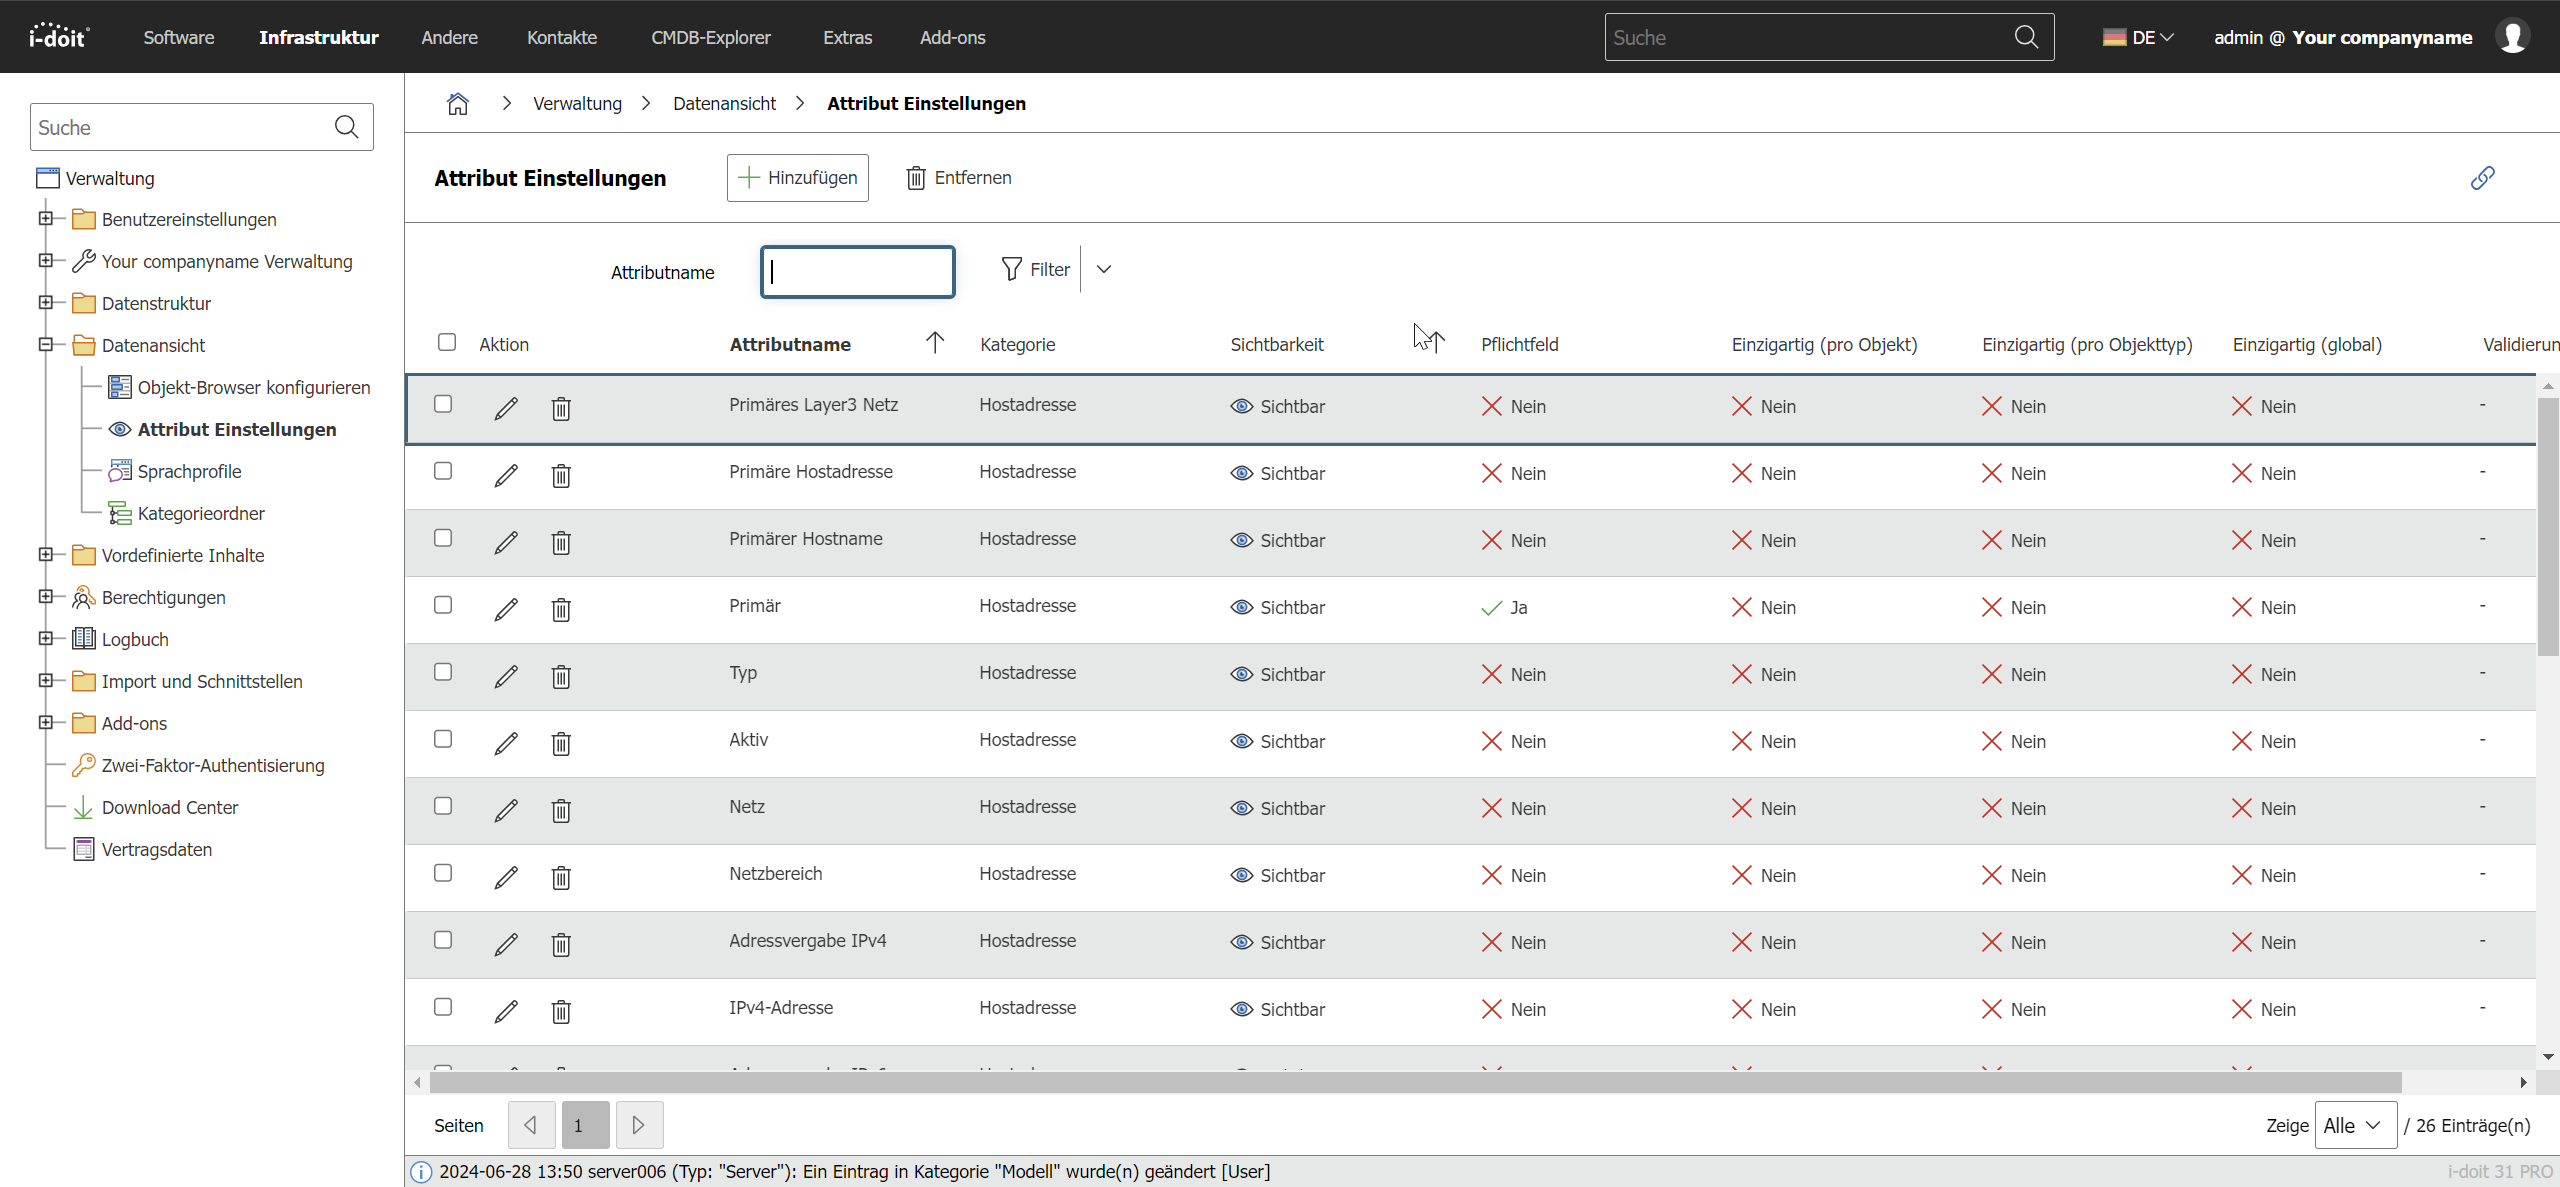 i-doit Software Infrastruktur Andere Kontakte CMDB-Explorer Extras Add-ons Suche DE admin @ Your companyname
Suche
Verwaltung
Benutzereinstellungen
Your companyname Verwaltung
Datenstruktur
Datenansicht
Objekt-Browser konfigurieren
Attribut Einstellungen
Sprachprofile
Kategorieordner
Vordefinierte Inhalte
Berechtigungen
Logbuch
Import und Schnittstellen
Add-ons
Zwei-Faktor-Authentisierung
Download Center
Vertragsdaten
Verwaltung Datenansicht Attribut Einstellungen
Attribut Einstellungen Hinzufügen Entfernen
Attributname Filter
Aktion Attributname Kategorie Sichtbarkeit Pflichtfeld Einzigartig (pro Objekt) Einzigartig (pro Objekttyp) Einzigartig (global) Validierun
Primäres Layer3 Netz Hostadresse Sichtbar Nein Nein Nein Nein -
Primäre Hostadresse Hostadresse Sichtbar Nein Nein Nein Nein -
Primärer Hostname Hostadresse Sichtbar Nein Nein Nein Nein -
Primär Hostadresse Sichtbar Ja Nein Nein Nein -
Typ Hostadresse Sichtbar Nein Nein Nein Nein -
Aktiv Hostadresse Sichtbar Nein Nein Nein Nein -
Netz Hostadresse Sichtbar Nein Nein Nein Nein -
Netzbereich Hostadresse Sichtbar Nein Nein Nein Nein -
Adressvergabe IPv4 Hostadresse Sichtbar Nein Nein Nein Nein -
IPv4-Adresse Hostadresse Sichtbar Nein Nein Nein Nein -
Seiten 1 Zeige Alle / 26 Einträge(n)
2024-06-28 13:50 server006 (Typ: "Server"): Ein Eintrag in Kategorie "Modell" wurde(n) geändert [User] i-doit 31 PRO